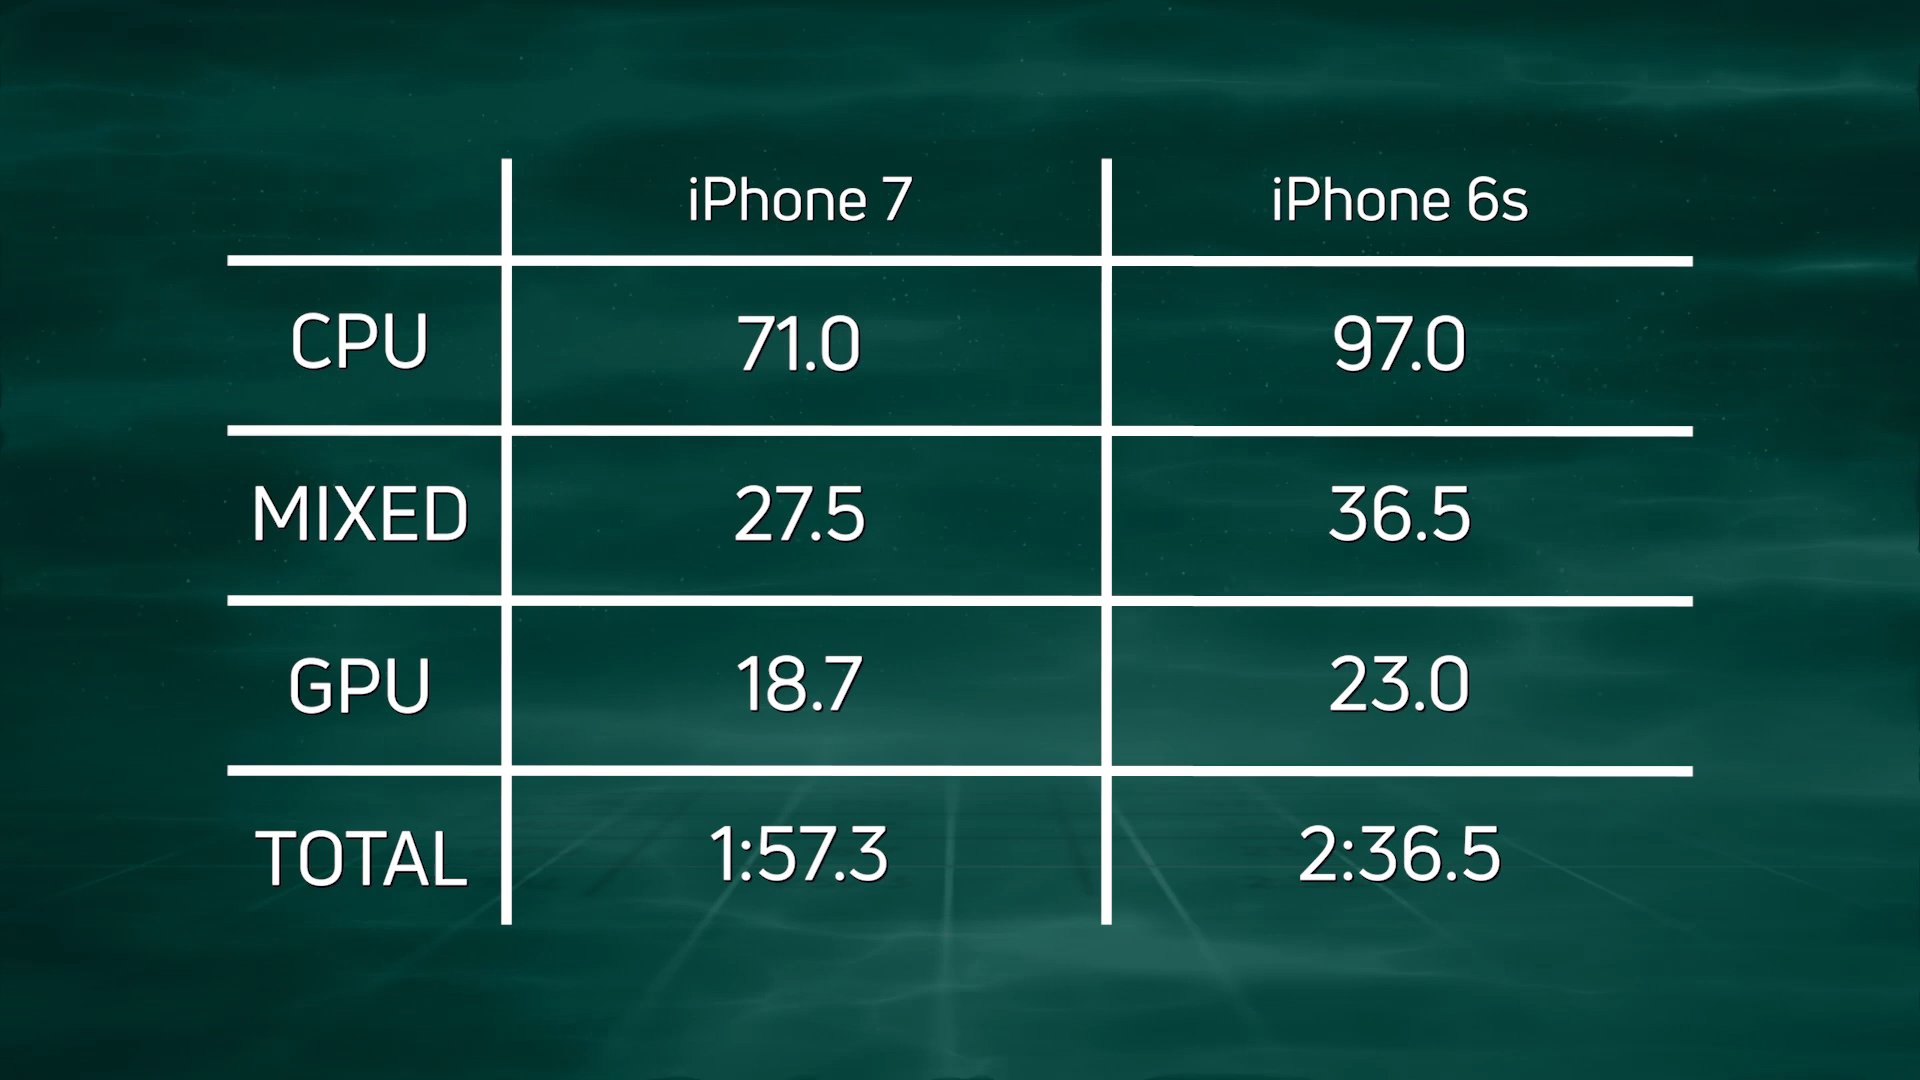 iPhone 7 iPhone 6s
CPU 71.0 97.0
MIXED 27.5 36.5
GPU 18.7 23.0
TOTAL 1:57.3 2:36.5